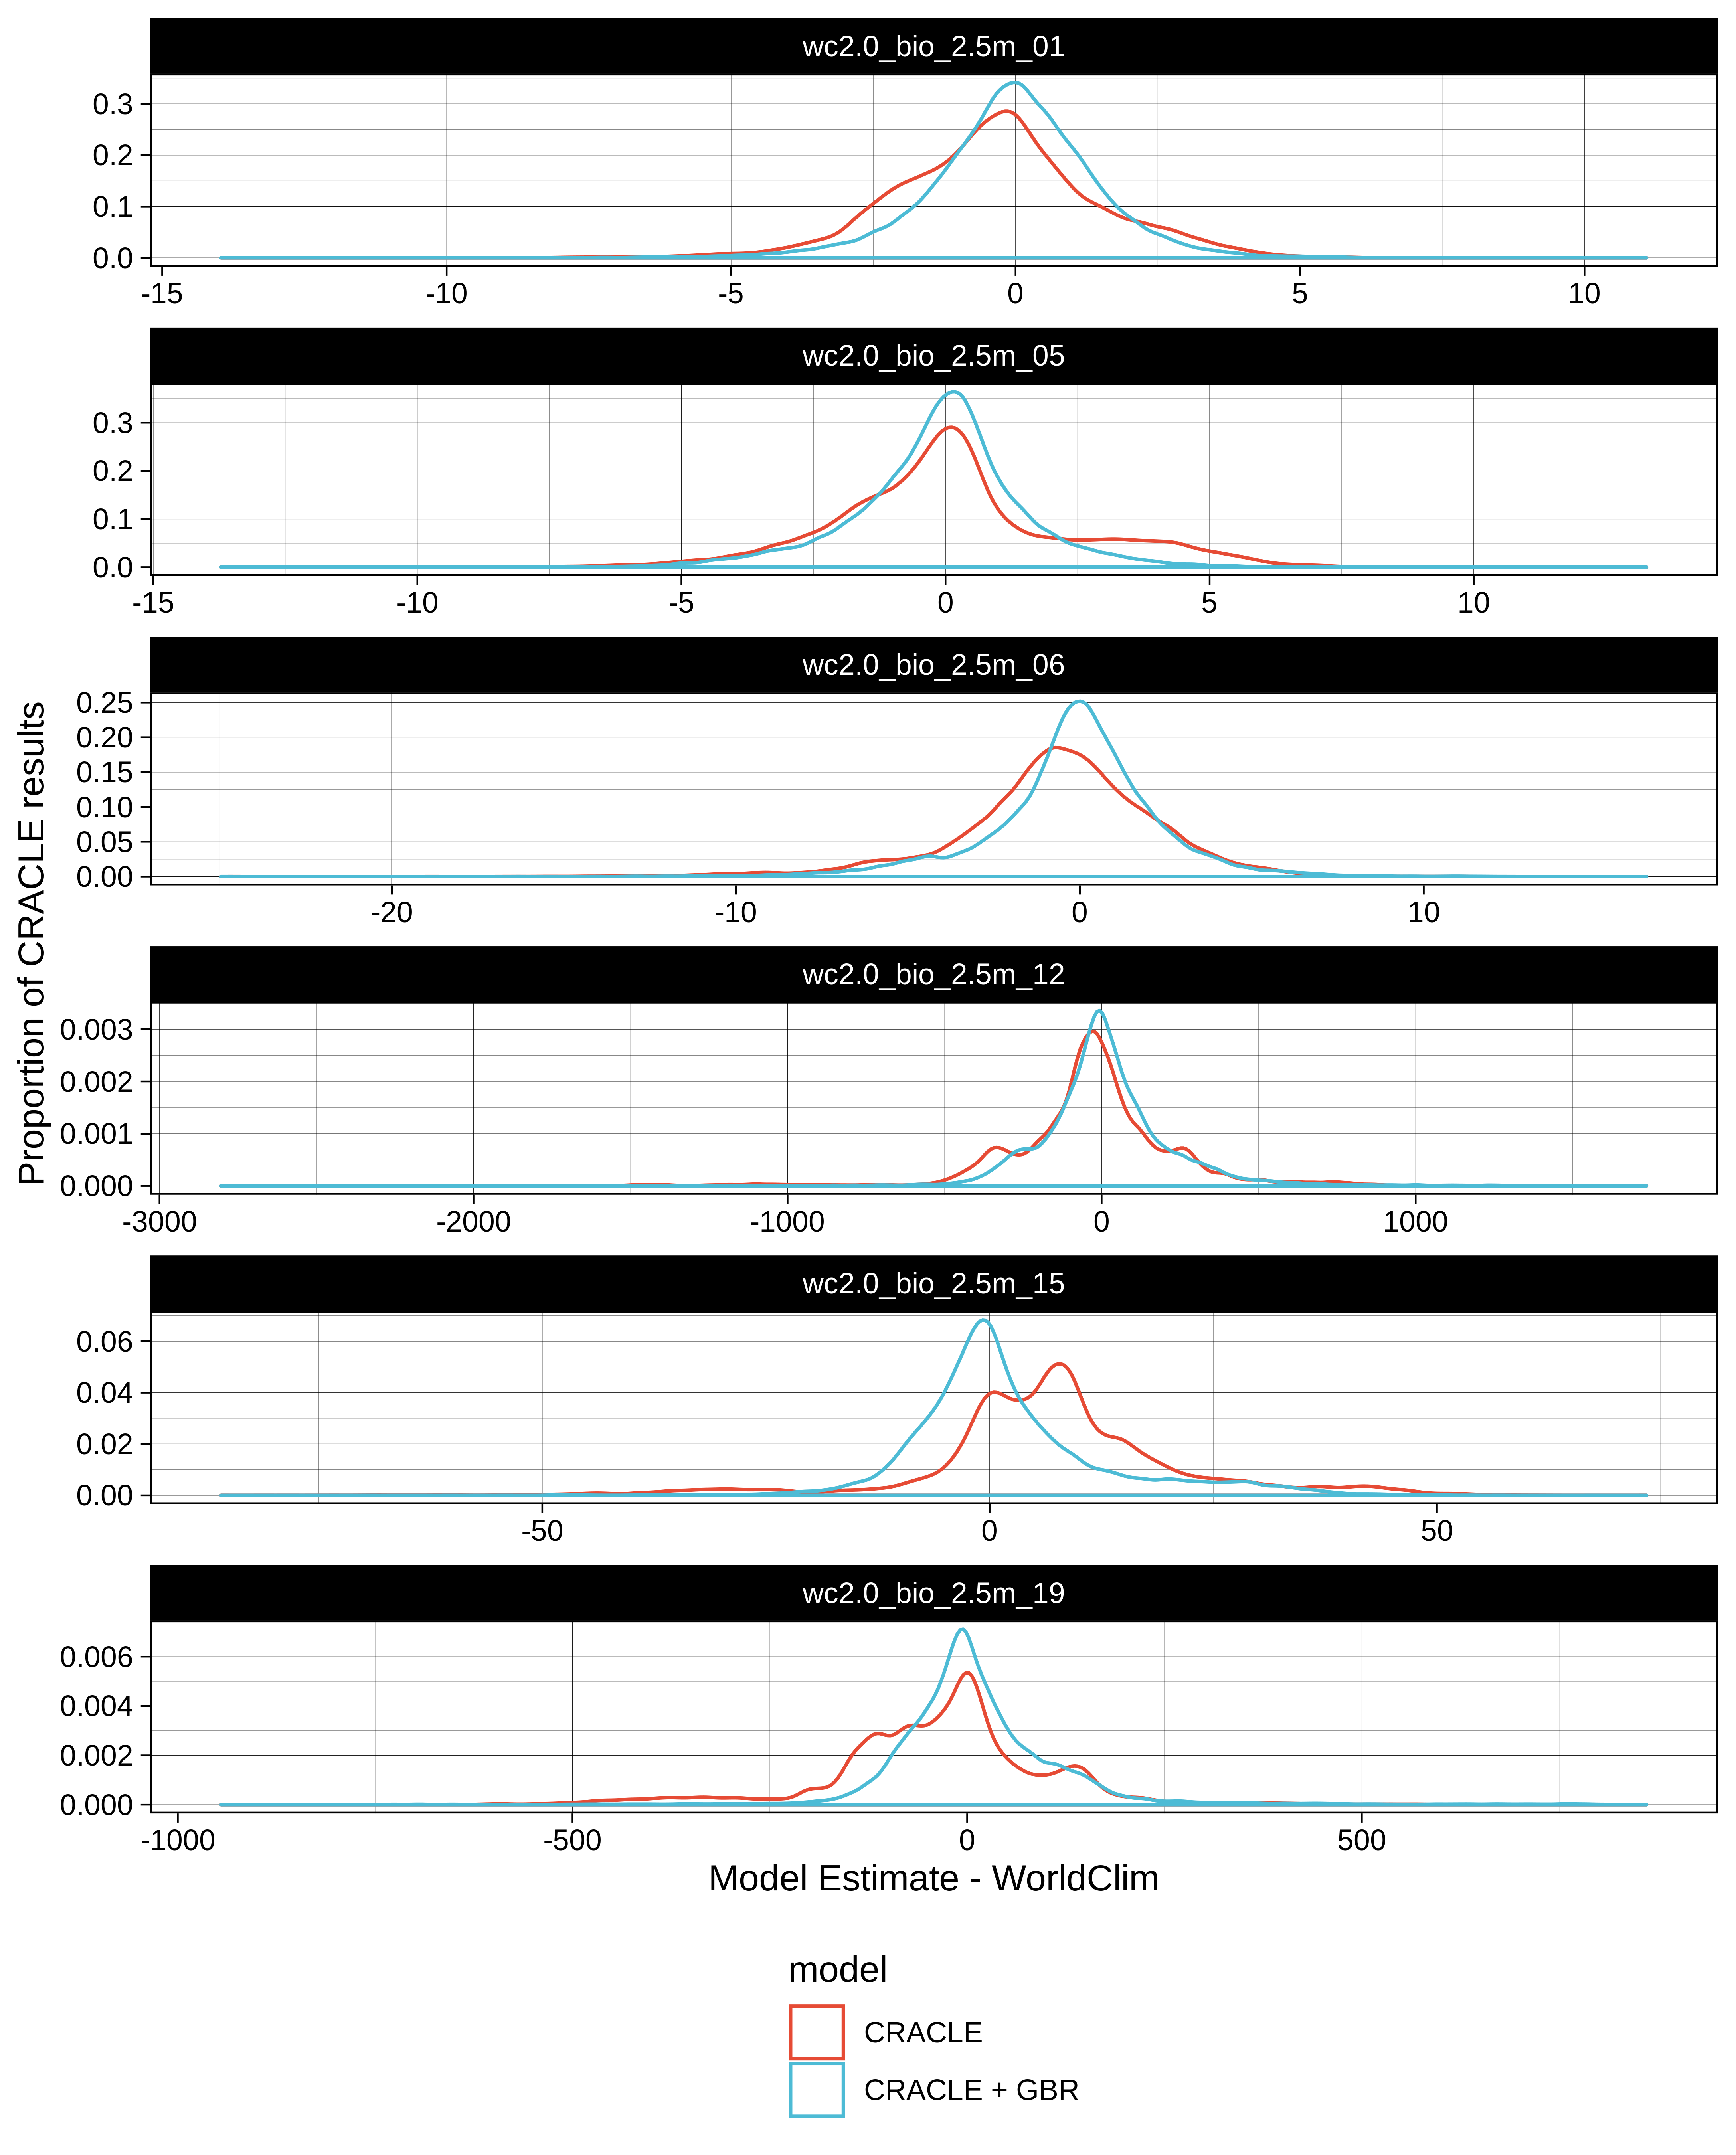 wc2.0_bio_2.5m_01
0.3
0.2
0.1
0.0
-15 -10 -5 0 5 10
wc2.0_bio_2.5m_05
0.3
0.2
0.1
0.0
-15 -10 -5 0 5 10
wc2.0_bio_2.5m_06
0.25
0.20
0.15
0.10
0.05
0.00
-20 -10 0 10
Proportion of CRACLE results
wc2.0_bio_2.5m_12
0.003
0.002
0.001
0.000
-3000 -2000 -1000 0 1000
wc2.0_bio_2.5m_15
0.06
0.04
0.02
0.00
-50 0 50
wc2.0_bio_2.5m_19
0.006
0.004
0.002
0.000
-1000 -500 0 500
Model Estimate - WorldClim
model
CRACLE
CRACLE + GBR